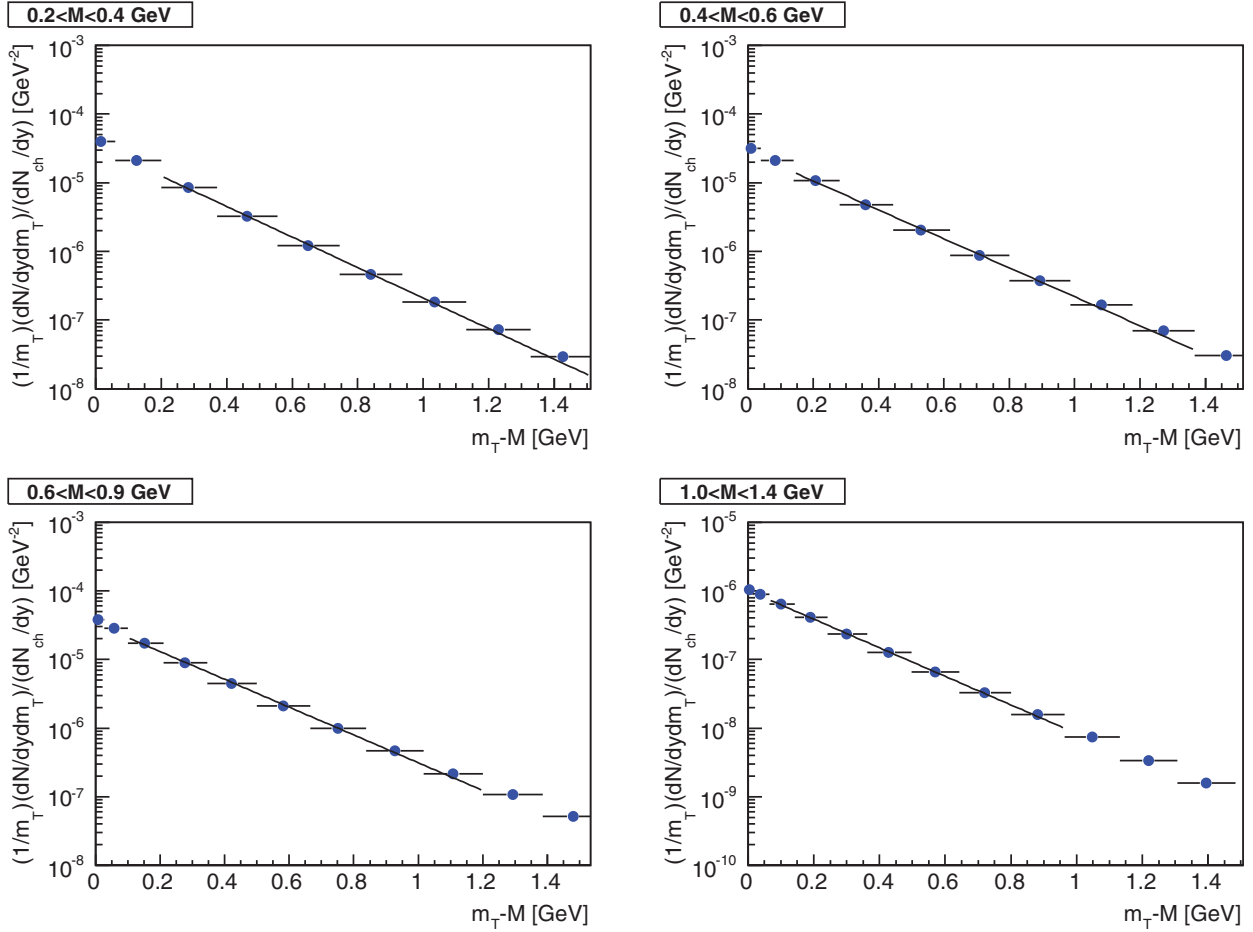 0.2<M<0.4 GeV
(1/m_T)(dN/dydm_T)/(dN_ch/dy) [GeV^-2]
10^-3
10^-4
10^-5
10^-6
10^-7
10^-8
0 0.2 0.4 0.6 0.8 1 1.2 1.4
m_T-M [GeV]
0.4<M<0.6 GeV
(1/m_T)(dN/dydm_T)/(dN_ch/dy) [GeV^-2]
10^-3
10^-4
10^-5
10^-6
10^-7
10^-8
0 0.2 0.4 0.6 0.8 1 1.2 1.4
m_T-M [GeV]
0.6<M<0.9 GeV
(1/m_T)(dN/dydm_T)/(dN_ch/dy) [GeV^-2]
10^-3
10^-4
10^-5
10^-6
10^-7
10^-8
0 0.2 0.4 0.6 0.8 1 1.2 1.4
m_T-M [GeV]
1.0<M<1.4 GeV
(1/m_T)(dN/dydm_T)/(dN_ch/dy) [GeV^-2]
10^-5
10^-6
10^-7
10^-8
10^-9
10^-10
0 0.2 0.4 0.6 0.8 1 1.2 1.4
m_T-M [GeV]